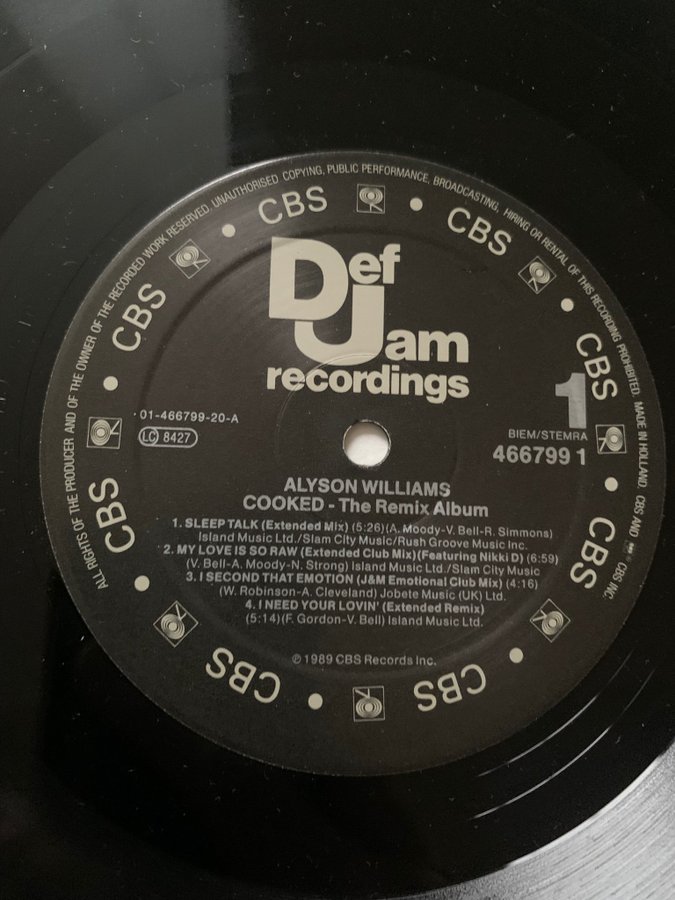 ALL RIGHTS OF THE PRODUCER AND OF THE OWNER OF THE RECORDED WORK RESERVED. UNAUTHORISED COPYING, PUBLIC PERFORMANCE, BROADCASTING, HIRING OR RENTAL OF THIS RECORDING PROHIBITED. MADE IN HOLLAND. CBS AND CBS INC.
CBS
CBS
CBS
CBS
CBS
CBS
CBS
CBS
Def
Jam
recordings
1
01-466799-20-A
LC 8427
BIEM/STEMRA
466799 1
ALYSON WILLIAMS
COOKED - The Remix Album
1. SLEEP TALK (Extended Mix) (5:26)(A. Moody-V. Bell-R. Simmons)
Island Music Ltd./Slam City Music/Rush Groove Music Inc.
2. MY LOVE IS SO RAW (Extended Club Mix)(Featuring Nikki D) (6:59)
(V. Bell-A. Moody-N. Strong) Island Music Ltd./Slam City Music
3. I SECOND THAT EMOTION (J&M Emotional Club Mix) (4:16)
(W. Robinson-A. Cleveland) Jobete Music (UK) Ltd.
4. I NEED YOUR LOVIN' (Extended Remix)
(5:14)(F. Gordon-V. Bell) Island Music Ltd.
℗ 1989 CBS Records Inc.